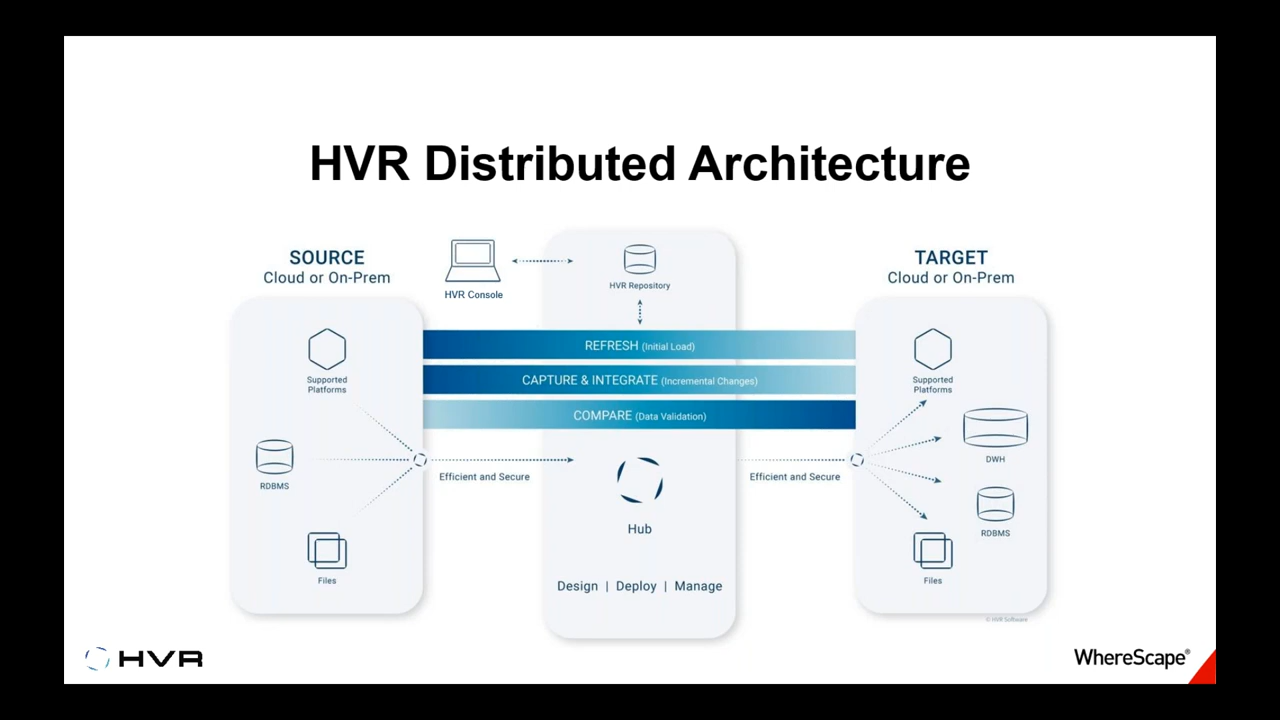 HVR Distributed Architecture
SOURCE
Cloud or On-Prem
HVR Console
HVR Repository
TARGET
Cloud or On-Prem
REFRESH (Initial Load)
CAPTURE & INTEGRATE (Incremental Changes)
COMPARE (Data Validation)
Supported
Platforms
RDBMS
Files
Efficient and Secure
Hub
Design | Deploy | Manage
Efficient and Secure
Supported
Platforms
DWH
RDBMS
Files
© HVR Software
HVR
WhereScape®